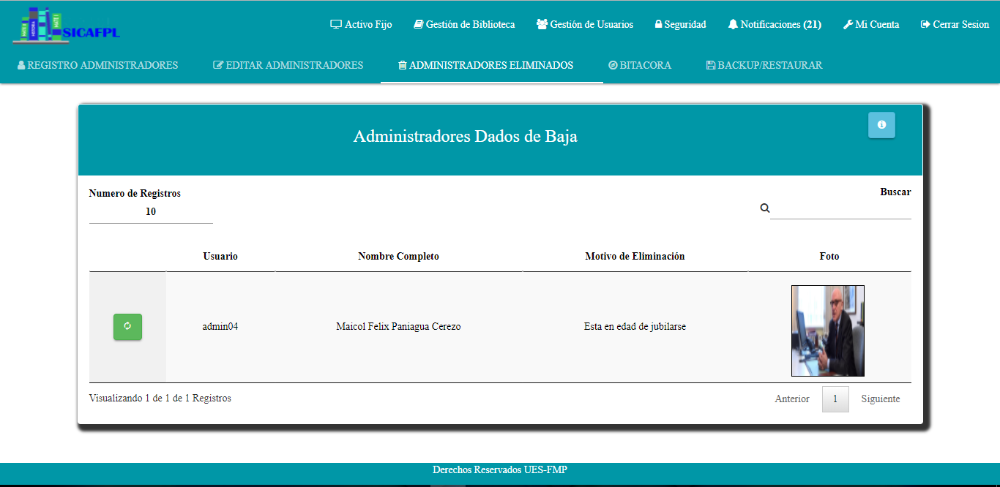 SICAFPL
Activo Fijo Gestión de Biblioteca Gestión de Usuarios Seguridad Notificaciones (21) Mi Cuenta Cerrar Sesion
REGISTRO ADMINISTRADORES EDITAR ADMINISTRADORES ADMINISTRADORES ELIMINADOS BITACORA BACKUP/RESTAURAR
Administradores Dados de Baja
Numero de Registros
10
Buscar
Usuario Nombre Completo Motivo de Eliminación Foto
admin04 Maicol Felix Paniagua Cerezo Esta en edad de jubilarse
Visualizando 1 de 1 de 1 Registros
Anterior 1 Siguiente
Derechos Reservados UES-FMP